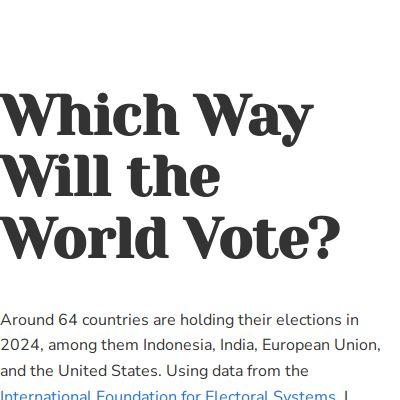 Which Way
Will the
World Vote?
Around 64 countries are holding their elections in
2024, among them Indonesia, India, European Union,
and the United States. Using data from the
International Foundation for Electoral Systems, I